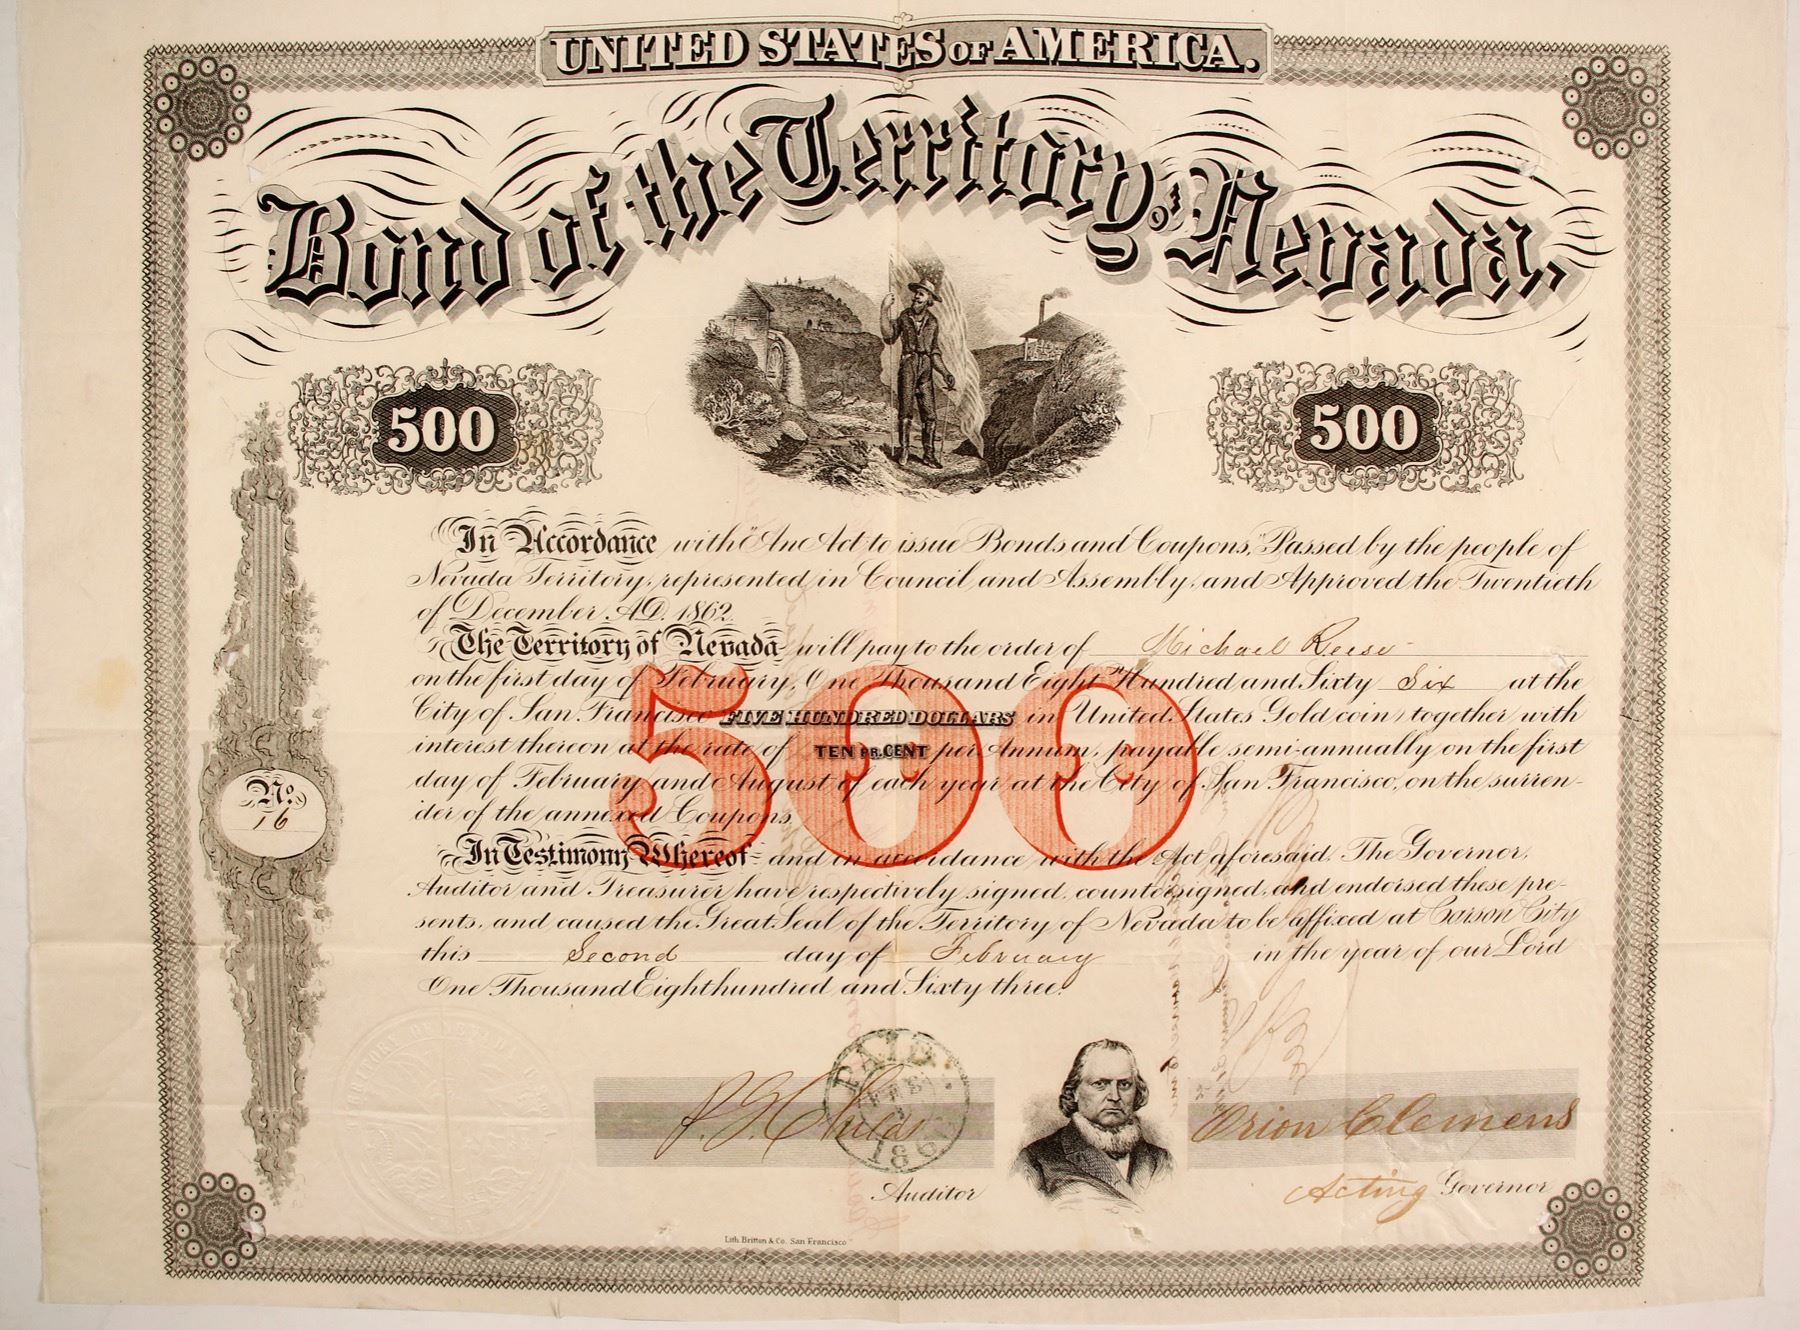 UNITED STATES OF AMERICA.
Bond of the Territory of Nevada,
500
500
In Accordance with "An Act to issue Bonds and Coupons," Passed by the people of
Nevada Territory, represented in Council and Assembly, and Approved the Twentieth
of December A.D. 1862.
The Territory of Nevada will pay to the order of Michael Reese
on the first day of February, One Thousand Eight Hundred and Sixty Six at the
City of San Francisco FIVE HUNDRED DOLLARS in United States Gold coin, together with
interest thereon at the rate of TEN PR. CENT per Annum, payable semi-annually on the first
day of February and August of each year at the City of San Francisco, on the surren-
der of the annexed Coupons.
500
No.
16
In Testimony Whereof and in accordance with the Act aforesaid. The Governor,
Auditor and Treasurer have respectively signed, countersigned, and endorsed these pre-
sents, and caused the Great Seal of the Territory of Nevada to be affixed at Carson City
this Second day of February in the year of our Lord
One Thousand Eight hundred and Sixty three.
PAID
FEB
186
Childs
Auditor
Orion Clemens
Acting Governor
Lith. Britton & Co. San Francisco